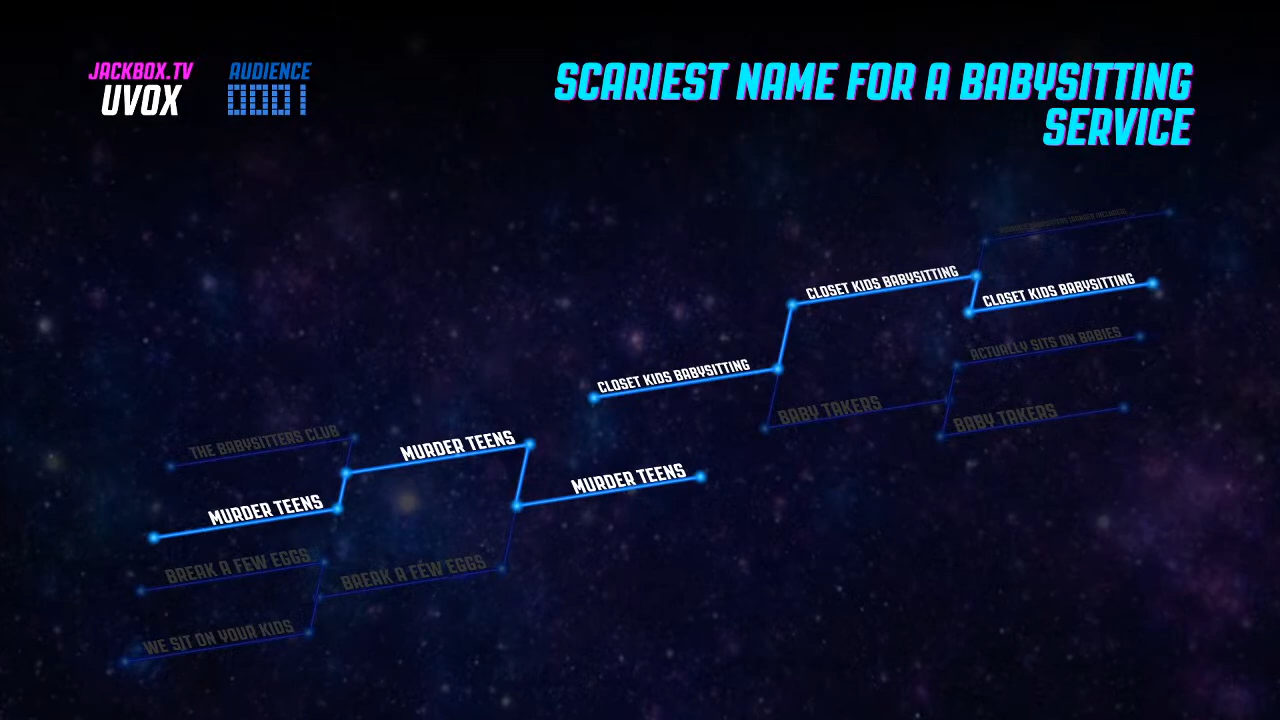 JACKBOX.TV
UVOX
AUDIENCE
0001
SCARIEST NAME FOR A BABYSITTING
SERVICE
CLOSET KIDS BABYSITTING
CLOSET KIDS BABYSITTING
ACTUALLY SITS ON BABIES
CLOSET KIDS BABYSITTING
BABY TAKERS
BABY TAKERS
THE BABYSITTERS CLUB
MURDER TEENS
MURDER TEENS
MURDER TEENS
BREAK A FEW EGGS
BREAK A FEW EGGS
WE SIT ON YOUR KIDS